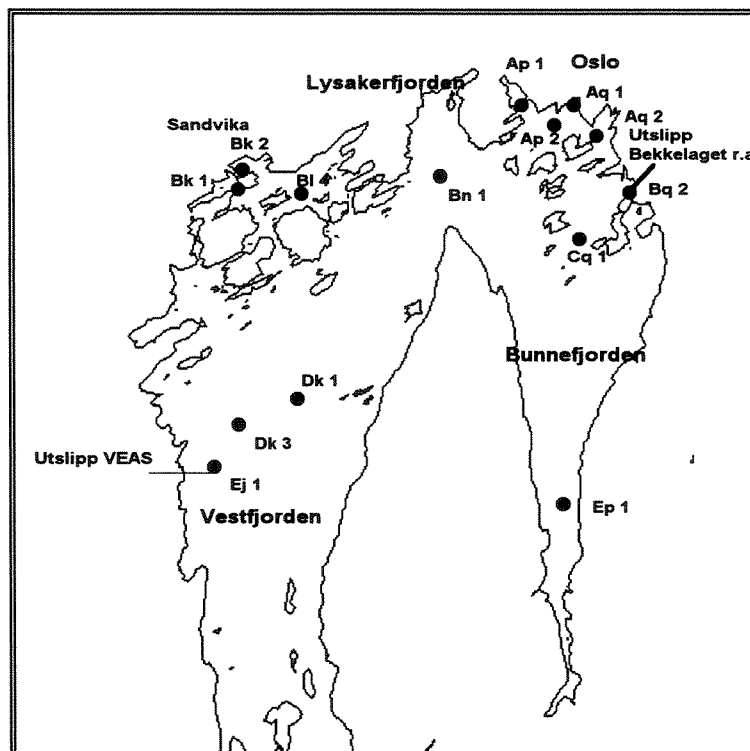 Oslo
Ap 1
Lysakerfjorden
Aq 1
Aq 2
Sandvika
Ap 2
Utslipp
Bk 2
Bekkelaget r.a
Bk 1
Bl 4
Bn 1
Bq 2
Cq 1
Bunnefjorden
Dk 1
Dk 3
Utslipp VEAS
Ej 1
Vestfjorden
Ep 1